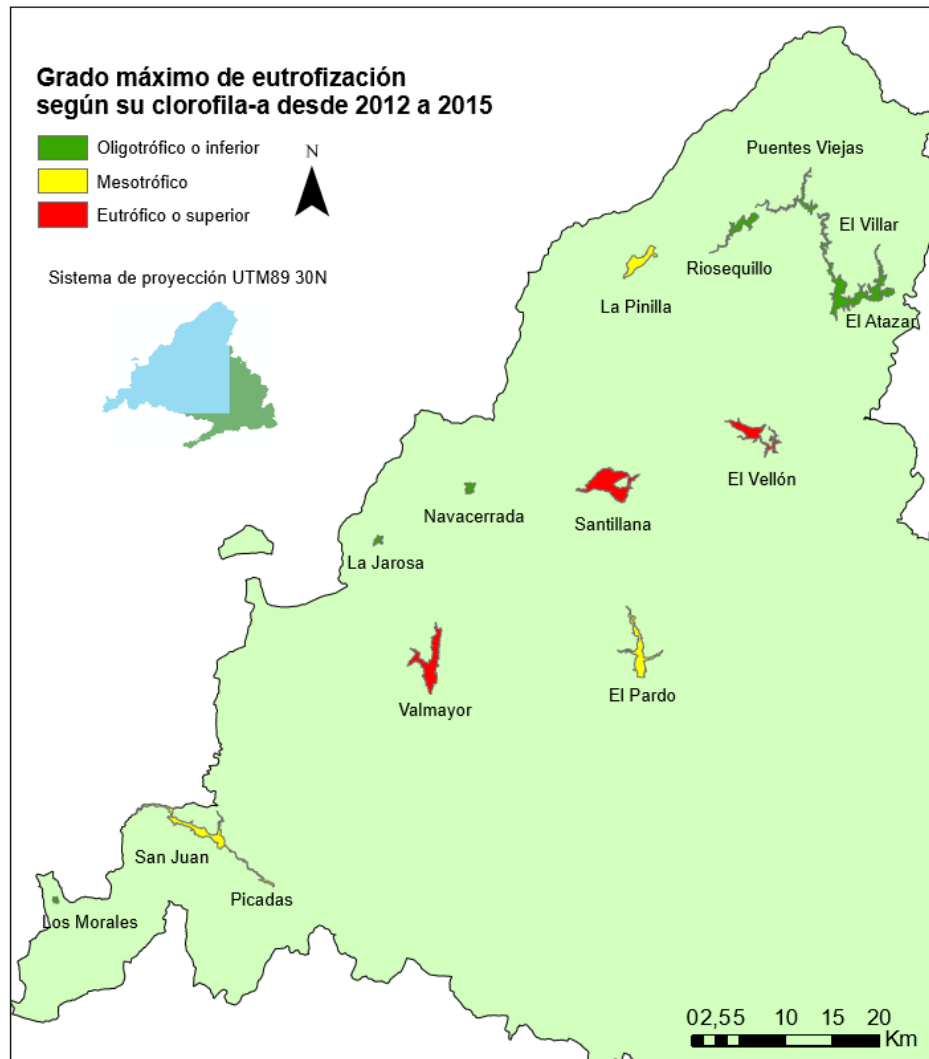 Grado máximo de eutrofización
según su clorofila-a desde 2012 a 2015
Oligotrófico o inferior
Mesotrófico
Eutrófico o superior
N
Sistema de proyección UTM89 30N
Puentes Viejas
El Villar
Riosequillo
La Pinilla
El Atazar
El Vellón
Navacerrada
Santillana
La Jarosa
Valmayor
El Pardo
San Juan
Picadas
Los Morales
02,55 10 15 20
Km